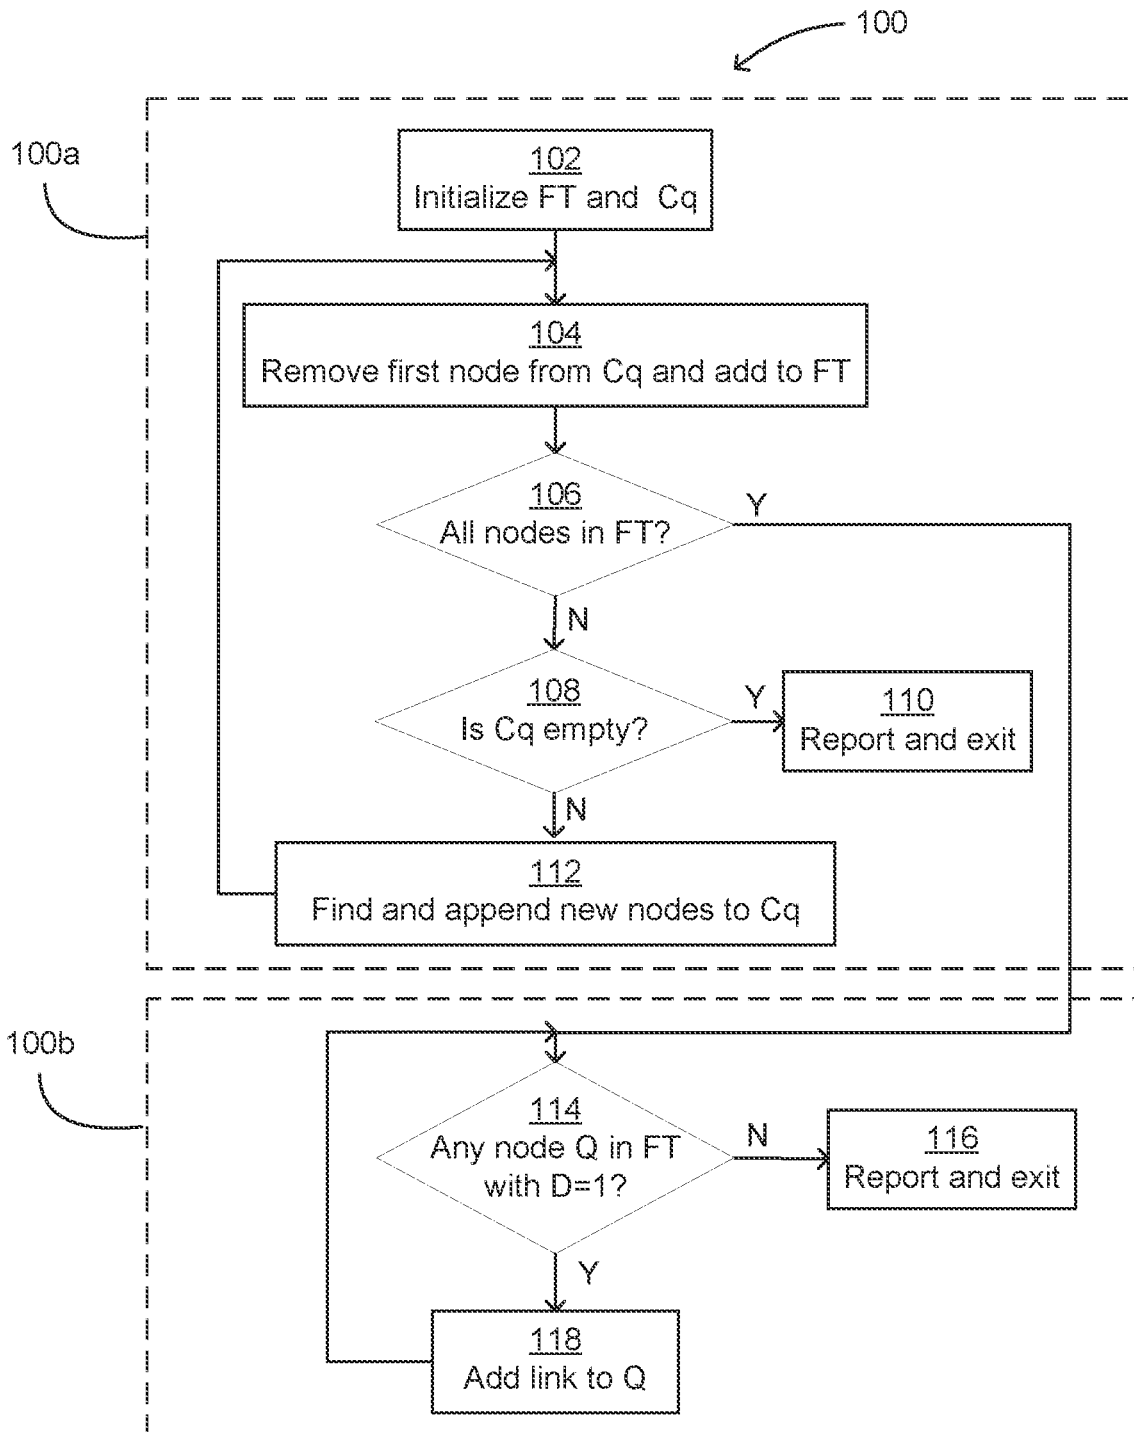 100
100a
102
Initialize FT and Cq
104
Remove first node from Cq and add to FT
106
All nodes in FT?
Y
N
108
Is Cq empty?
Y
110
Report and exit
N
112
Find and append new nodes to Cq
100b
114
Any node Q in FT
with D=1?
N
116
Report and exit
Y
118
Add link to Q